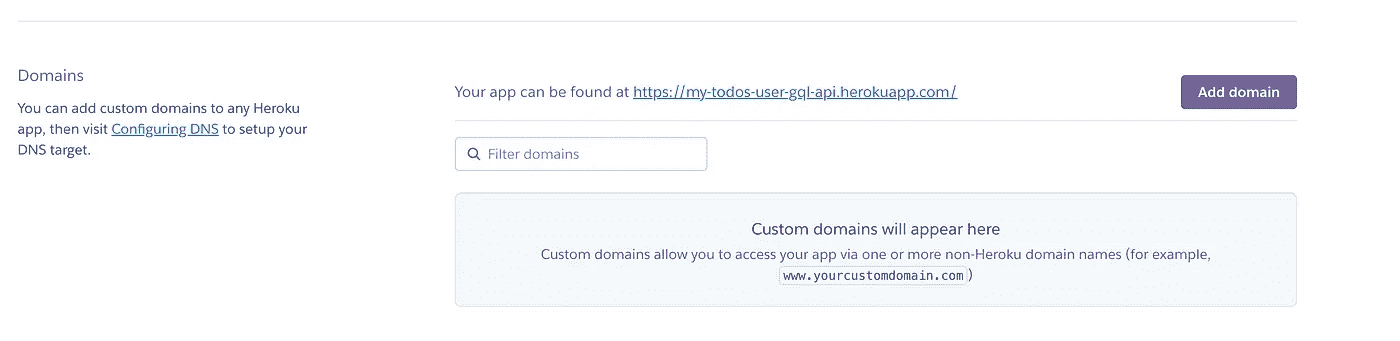 Domains
You can add custom domains to any Heroku
app, then visit Configuring DNS to setup your
DNS target.
Your app can be found at https://my-todos-user-gql-api.herokuapp.com/
Add domain
Filter domains
Custom domains will appear here
Custom domains allow you to access your app via one or more non-Heroku domain names (for example,
www.yourcustomdomain.com)